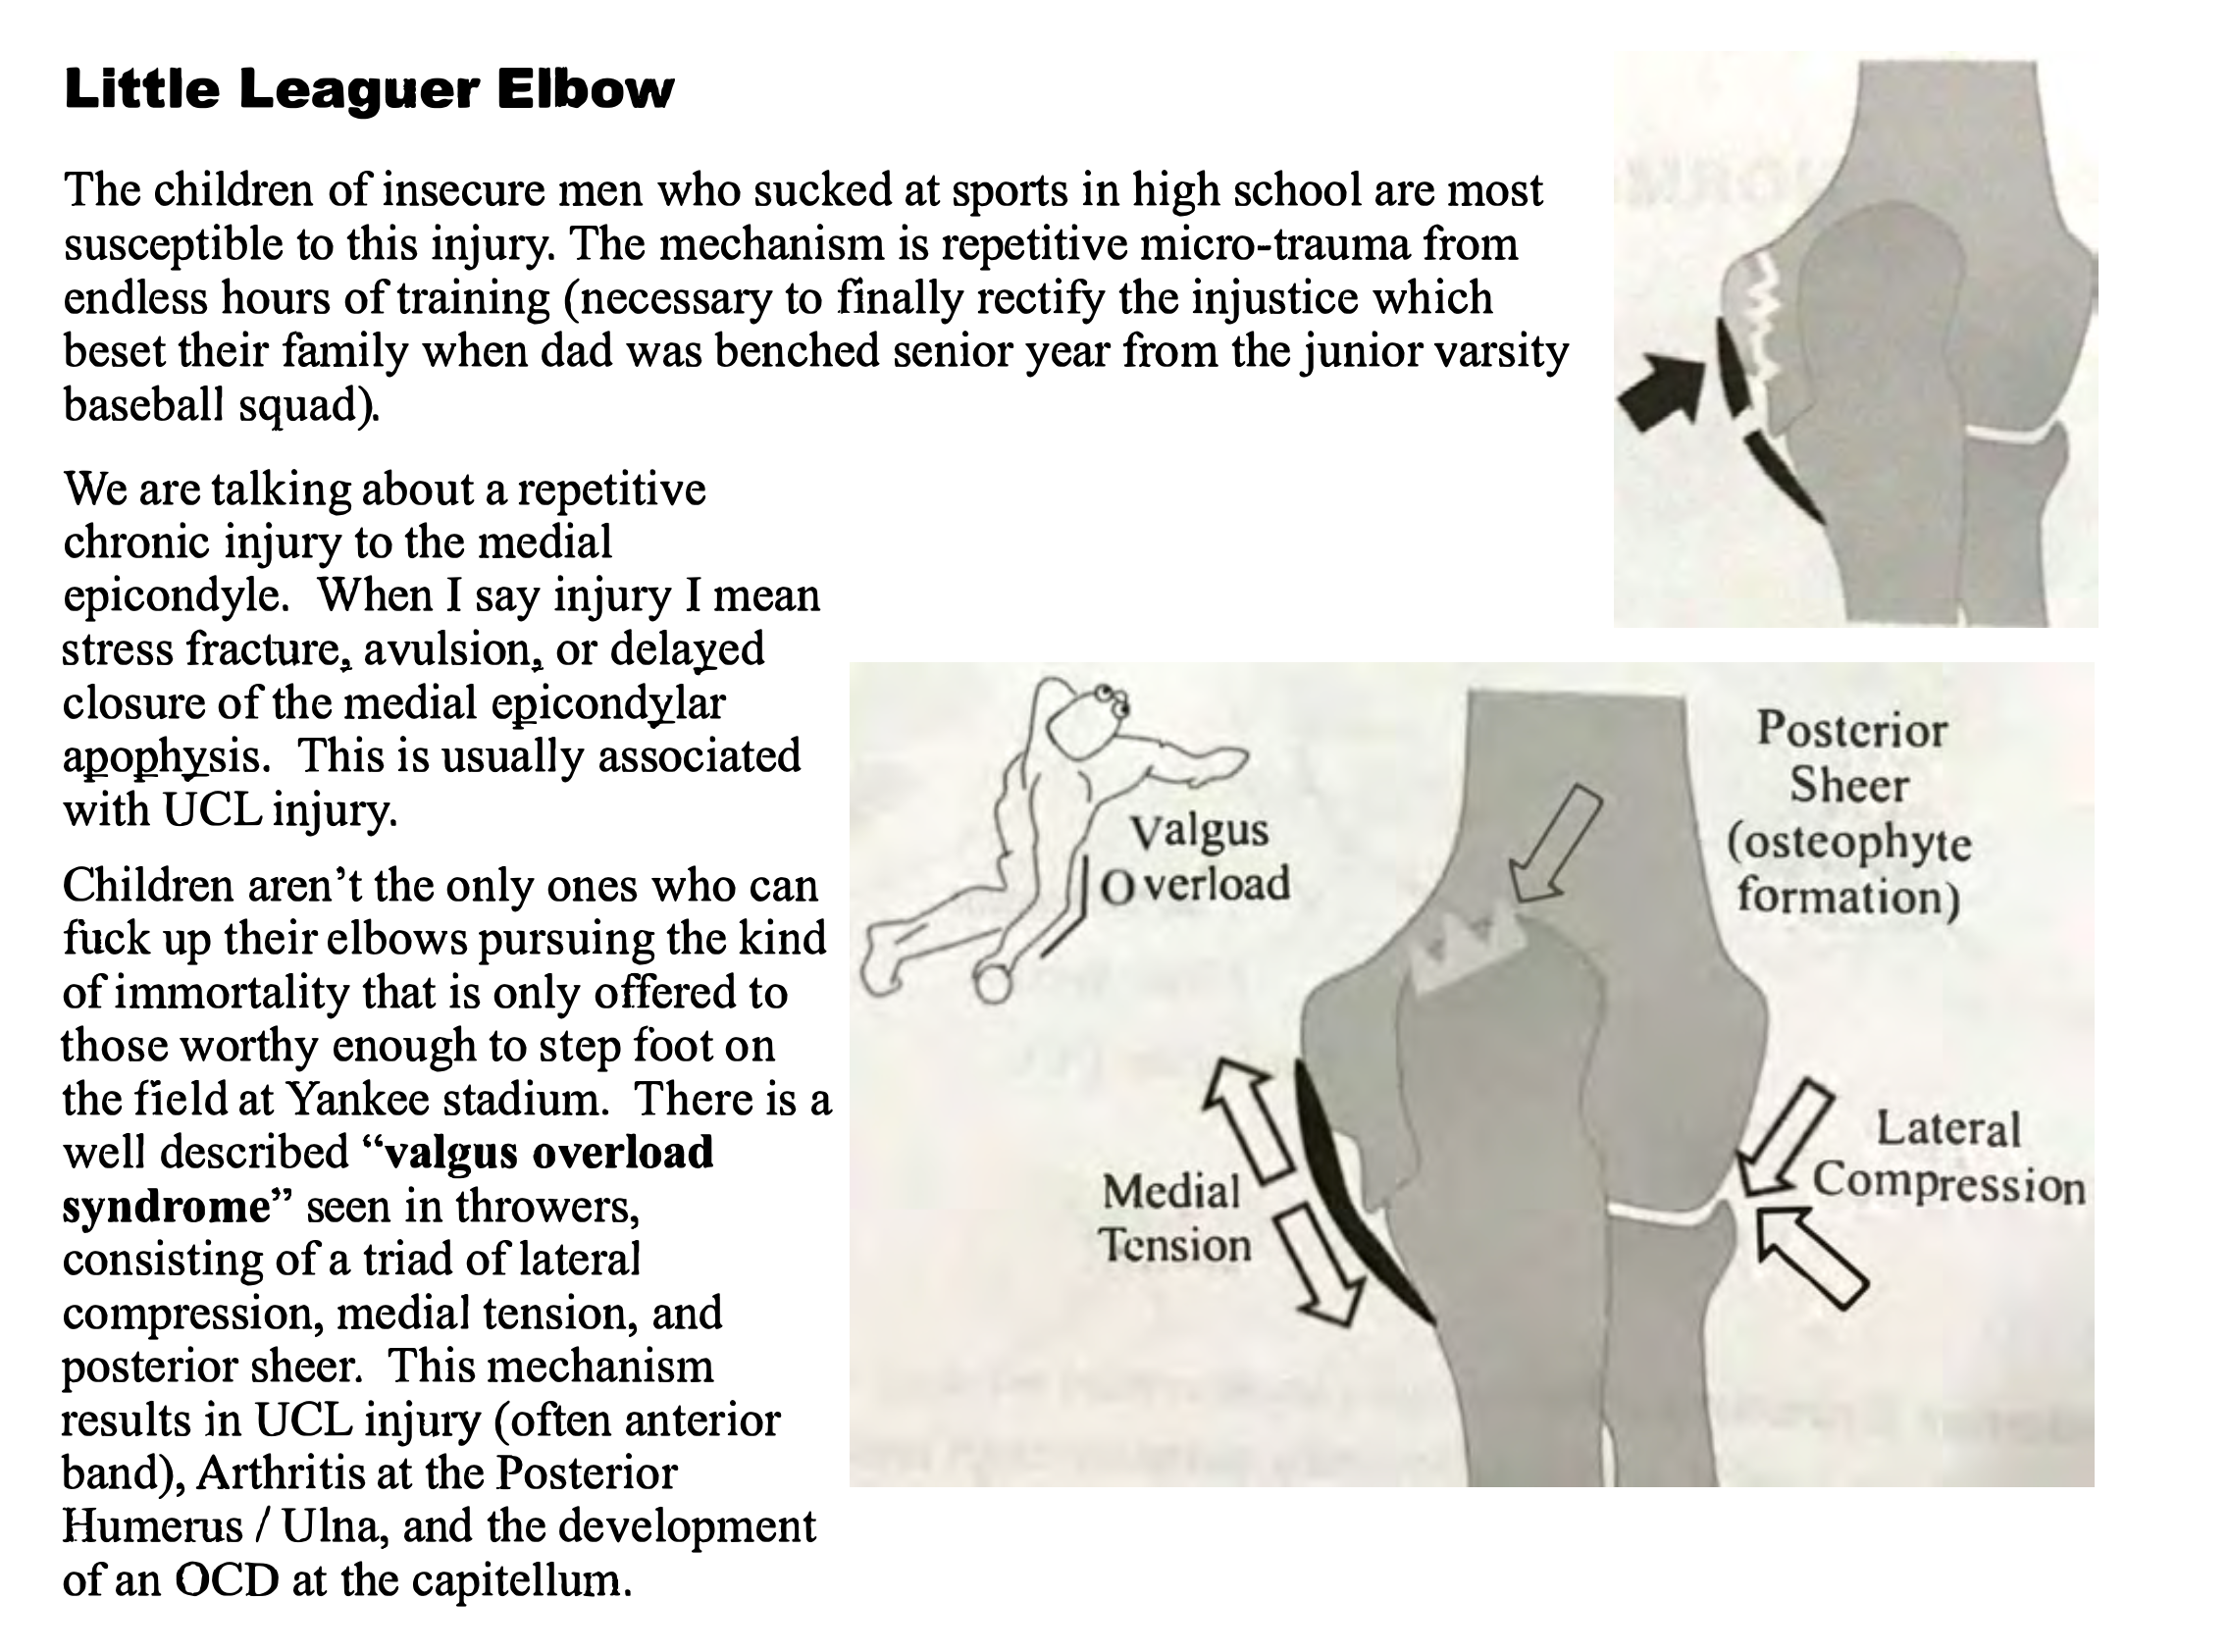 Little Leaguer Elbow
The children of insecure men who sucked at sports in high school are most
susceptible to this injury. The mechanism is repetitive micro-trauma from
endless hours of training (necessary to finally rectify the injustice which
beset their family when dad was benched senior year from the junior varsity
baseball squad).
We are talking about a repetitive
chronic injury to the medial
epicondyle.  When I say injury I mean
stress fracture, avulsion, or delayed
closure of the medial epicondylar
apophysis.  This is usually associated
with UCL injury.
Children aren't the only ones who can
fuck up their elbows pursuing the kind
of immortality that is only offered to
those worthy enough to step foot on
the field at Yankee stadium.  There is a
well described “valgus overload
syndrome” seen in throwers,
consisting of a triad of lateral
compression, medial tension, and
posterior sheer.  This mechanism
results in UCL injury (often anterior
band), Arthritis at the Posterior
Humerus / Ulna, and the development
of an OCD at the capitellum.
Valgus
Overload
Posterior
Sheer
(osteophyte
formation)
Medial
Tension
Lateral
Compression